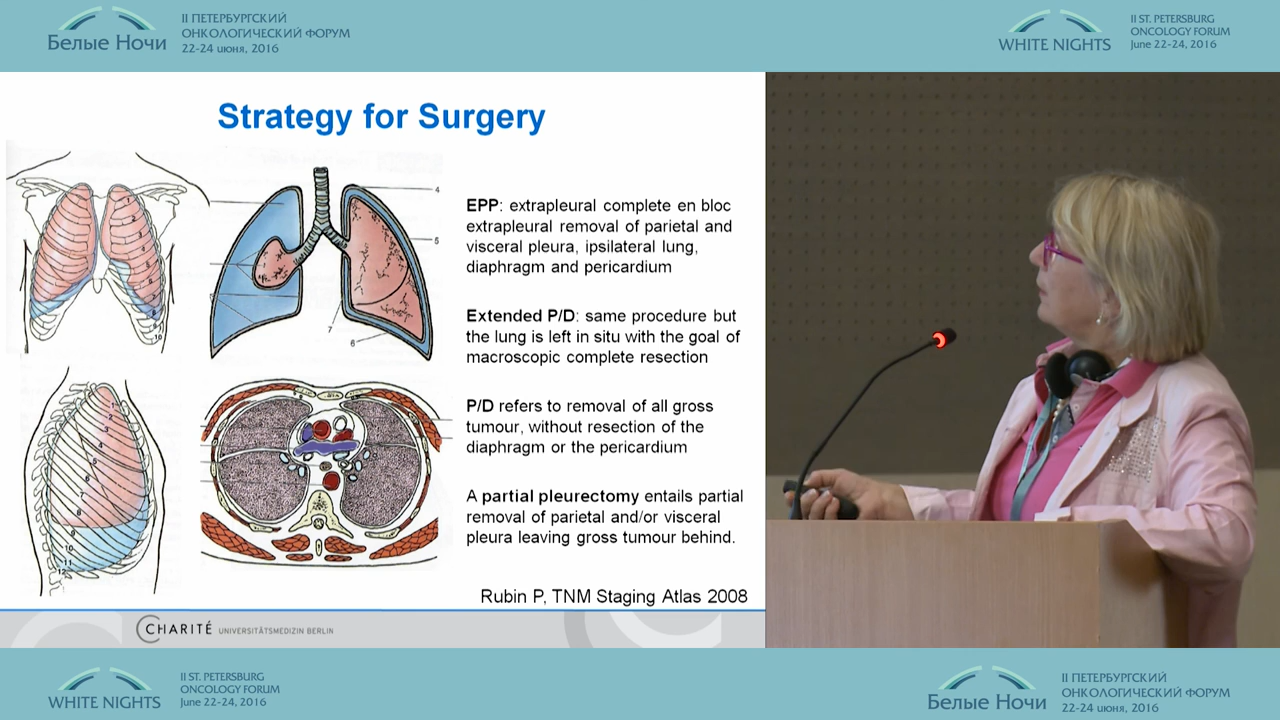 Белые Ночи
II ПЕТЕРБУРГСКИЙ
ОНКОЛОГИЧЕСКИЙ ФОРУМ
22-24 июня, 2016
WHITE NIGHTS
II ST. PETERSBURG
ONCOLOGY FORUM
June 22-24, 2016
Strategy for Surgery
4
5
7
6
EPP: extrapleural complete en bloc
extrapleural removal of parietal and
visceral pleura, ipsilateral lung,
diaphragm and pericardium
Extended P/D: same procedure but
the lung is left in situ with the goal of
macroscopic complete resection
P/D refers to removal of all gross
tumour, without resection of the
diaphragm or the pericardium
A partial pleurectomy entails partial
removal of parietal and/or visceral
pleura leaving gross tumour behind.
Rubin P, TNM Staging Atlas 2008
CHARITÉ UNIVERSITÄTSMEDIZIN BERLIN
WHITE NIGHTS
II ST. PETERSBURG
ONCOLOGY FORUM
June 22-24, 2016
Белые Ночи
II ПЕТЕРБУРГСКИЙ
ОНКОЛОГИЧЕСКИЙ ФОРУМ
22-24 июня, 2016